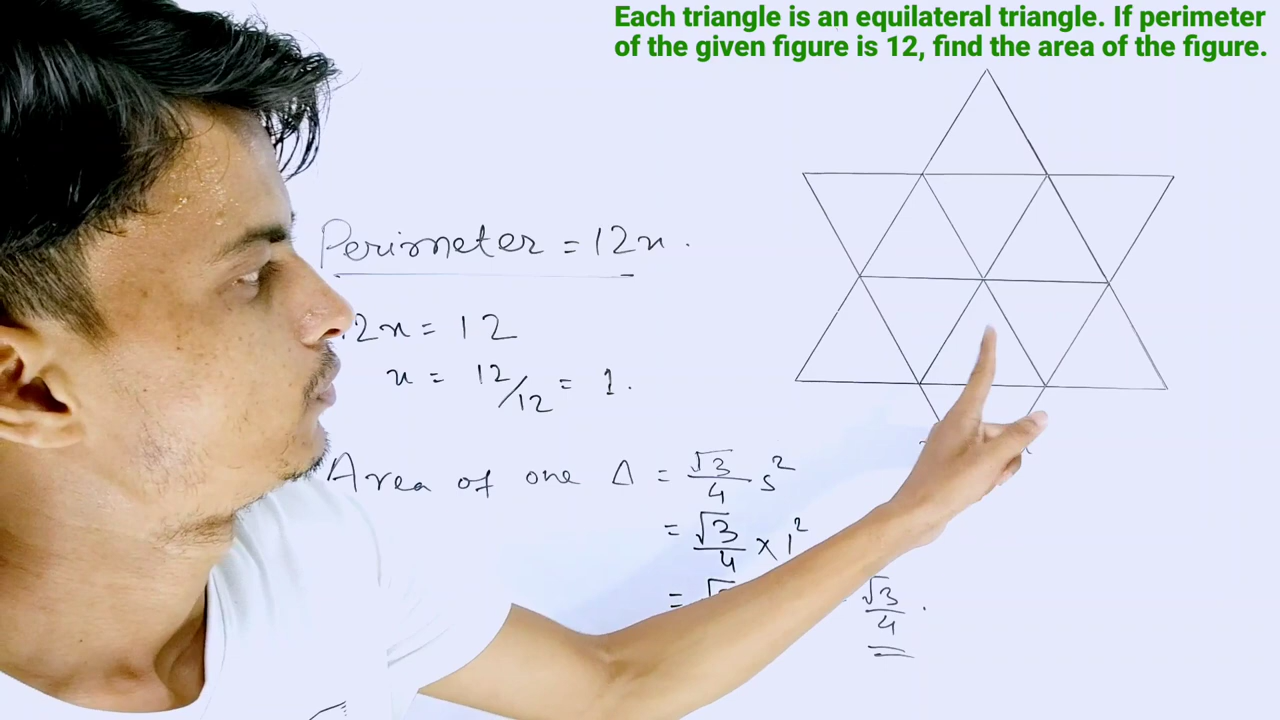 Each triangle is an equilateral triangle. If perimeter
of the given figure is 12, find the area of the figure.
Perimeter = 12x.
2x = 12
x = 12/12 = 1.
Area of one Δ = √3/4 s²
= √3/4 × 1²
= √3/4.